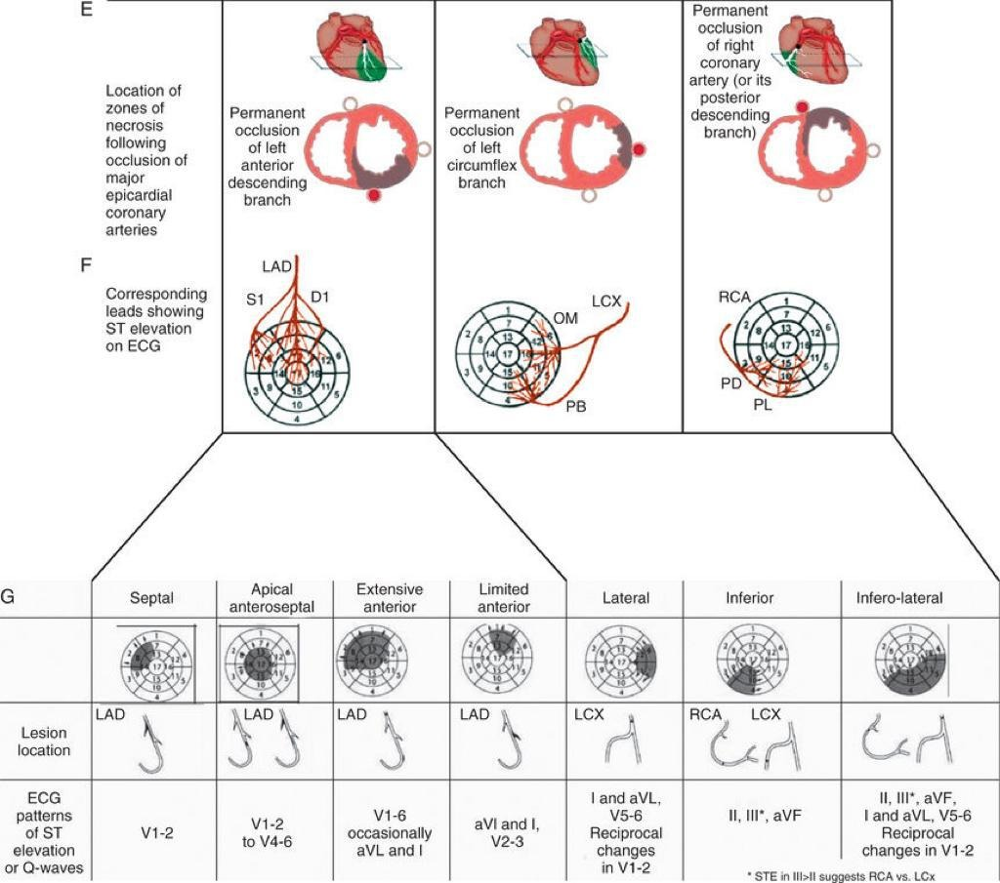 E
Location of
zones of
necrosis
following
occlusion of
major
epicardial
coronary
arteries
Permanent
occlusion
of left
anterior
descending
branch
Permanent
occlusion
of left
circumflex
branch
Permanent
occlusion
of right
coronary
artery (or its
posterior
descending
branch)
F
Corresponding
leads showing
ST elevation
on ECG
LAD
S1
D1
LCX
OM
PB
RCA
PD
PL
G
Septal
Apical
anteroseptal
Extensive
anterior
Limited
anterior
Lateral
Inferior
Infero-lateral
Lesion
location
LAD
LAD
LAD
LAD
LCX
RCA
LCX
ECG
patterns
of ST
elevation
or Q-waves
V1-2
V1-2
to V4-6
V1-6
occasionally
aVL and I
aVl and I,
V2-3
I and aVL,
V5-6
Reciprocal
changes
in V1-2
II, III*, aVF
II, III*, aVF,
I and aVL, V5-6
Reciprocal
changes in V1-2
* STE in III>II suggests RCA vs. LCx